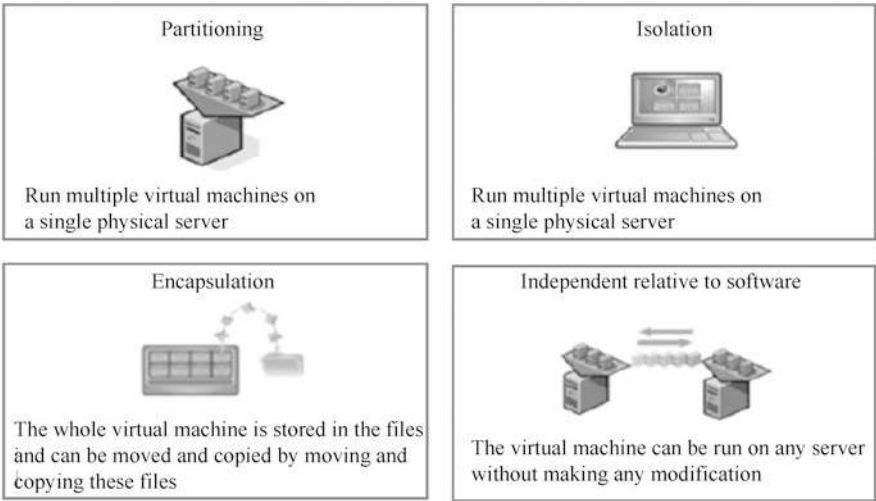 Partitioning
Run multiple virtual machines on
a single physical server
Isolation
Run multiple virtual machines on
a single physical server
Encapsulation
The whole virtual machine is stored in the files
and can be moved and copied by moving and
copying these files
Independent relative to software
The virtual machine can be run on any server
without making any modification